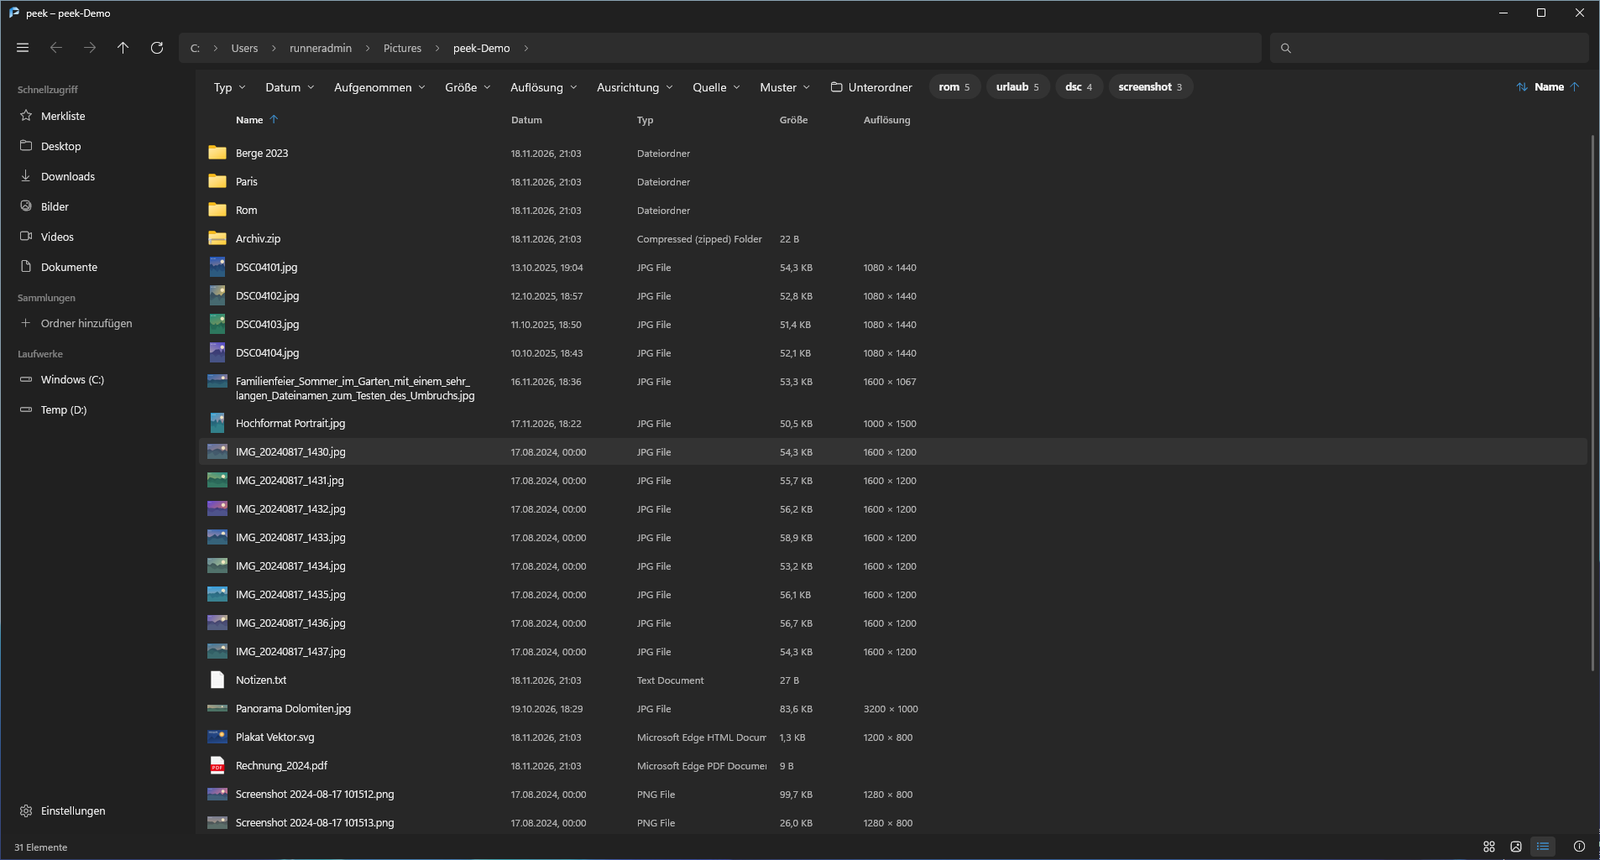 peek – peek-Demo
C: Users runneradmin Pictures peek-Demo
Schnellzugriff
Merkliste
Desktop
Downloads
Bilder
Videos
Dokumente
Sammlungen
Ordner hinzufügen
Laufwerke
Windows (C:)
Temp (D:)
Einstellungen
Typ Datum Aufgenommen Größe Auflösung Ausrichtung Quelle Muster Unterordner rom 5 urlaub 5 dsc 4 screenshot 3 Name
Name Datum Typ Größe Auflösung
Berge 2023 18.11.2026, 21:03 Dateiordner
Paris 18.11.2026, 21:03 Dateiordner
Rom 18.11.2026, 21:03 Dateiordner
Archiv.zip 18.11.2026, 21:03 Compressed (zipped) Folder 22 B
DSC04101.jpg 13.10.2025, 19:04 JPG File 54,3 KB 1080 × 1440
DSC04102.jpg 12.10.2025, 18:57 JPG File 52,8 KB 1080 × 1440
DSC04103.jpg 11.10.2025, 18:50 JPG File 51,4 KB 1080 × 1440
DSC04104.jpg 10.10.2025, 18:43 JPG File 52,1 KB 1080 × 1440
Familienfeier_Sommer_im_Garten_mit_einem_sehr_ 16.11.2026, 18:36 JPG File 53,3 KB 1600 × 1067
langen_Dateinamen_zum_Testen_des_Umbruchs.jpg
Hochformat Portrait.jpg 17.11.2026, 18:22 JPG File 50,5 KB 1000 × 1500
IMG_20240817_1430.jpg 17.08.2024, 00:00 JPG File 54,3 KB 1600 × 1200
IMG_20240817_1431.jpg 17.08.2024, 00:00 JPG File 55,7 KB 1600 × 1200
IMG_20240817_1432.jpg 17.08.2024, 00:00 JPG File 56,2 KB 1600 × 1200
IMG_20240817_1433.jpg 17.08.2024, 00:00 JPG File 58,9 KB 1600 × 1200
IMG_20240817_1434.jpg 17.08.2024, 00:00 JPG File 53,2 KB 1600 × 1200
IMG_20240817_1435.jpg 17.08.2024, 00:00 JPG File 56,1 KB 1600 × 1200
IMG_20240817_1436.jpg 17.08.2024, 00:00 JPG File 56,7 KB 1600 × 1200
IMG_20240817_1437.jpg 17.08.2024, 00:00 JPG File 54,3 KB 1600 × 1200
Notizen.txt 18.11.2026, 21:03 Text Document 27 B
Panorama Dolomiten.jpg 19.10.2026, 18:29 JPG File 83,6 KB 3200 × 1000
Plakat Vektor.svg 18.11.2026, 21:03 Microsoft Edge HTML Docum 1,3 KB 1200 × 800
Rechnung_2024.pdf 18.11.2026, 21:03 Microsoft Edge PDF Documen 9 B
Screenshot 2024-08-17 101512.png 17.08.2024, 00:00 PNG File 99,7 KB 1280 × 800
Screenshot 2024-08-17 101513.png 17.08.2024, 00:00 PNG File 26,0 KB 1280 × 800
31 Elemente